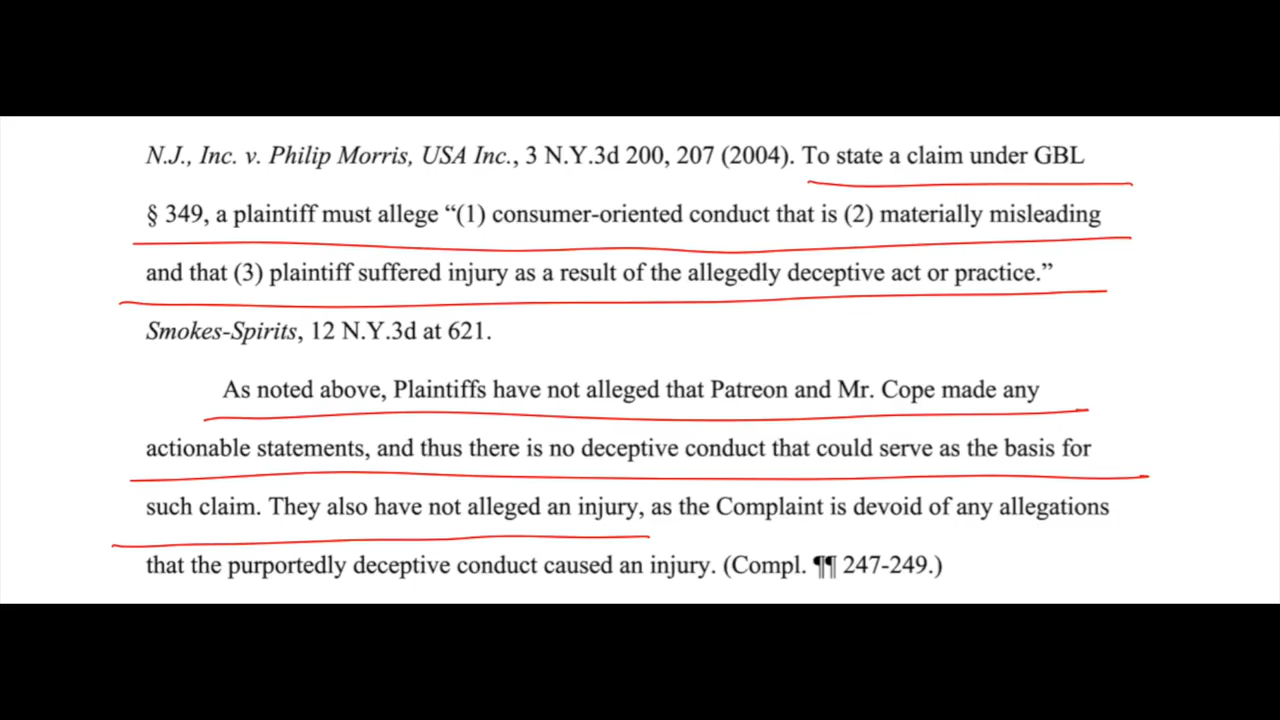 N.J., Inc. v. Philip Morris, USA Inc., 3 N.Y.3d 200, 207 (2004). To state a claim under GBL
§ 349, a plaintiff must allege “(1) consumer-oriented conduct that is (2) materially misleading
and that (3) plaintiff suffered injury as a result of the allegedly deceptive act or practice.”
Smokes-Spirits, 12 N.Y.3d at 621.
As noted above, Plaintiffs have not alleged that Patreon and Mr. Cope made any
actionable statements, and thus there is no deceptive conduct that could serve as the basis for
such claim. They also have not alleged an injury, as the Complaint is devoid of any allegations
that the purportedly deceptive conduct caused an injury. (Compl. ¶¶ 247-249.)